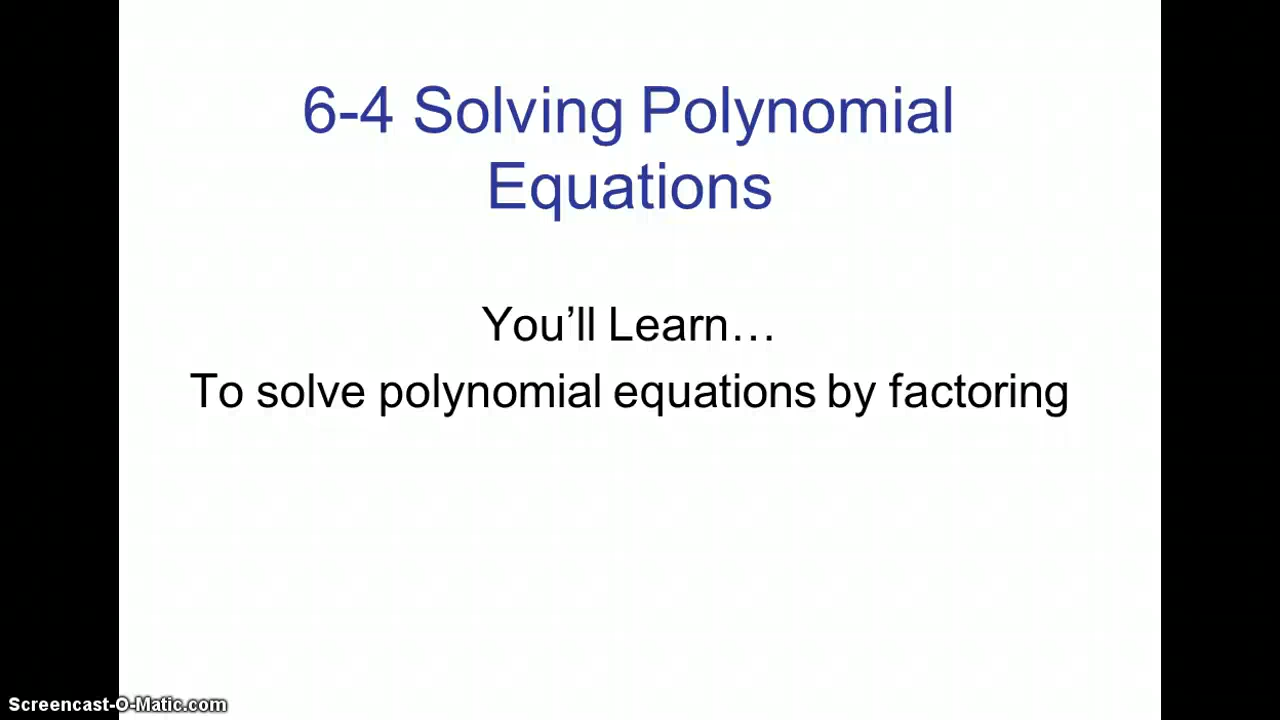 6-4 Solving Polynomial
Equations
You’ll Learn…
To solve polynomial equations by factoring
Screencast-O-Matic.com